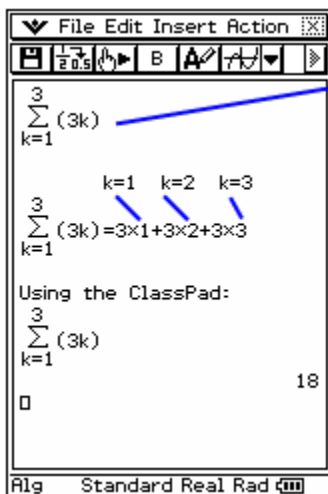 File Edit Insert Action
B
3
∑ (3k)
k=1
k=1 k=2 k=3
3
∑ (3k)=3×1+3×2+3×3
k=1
Using the ClassPad:
3
∑ (3k)
k=1
18
Alg Standard Real Rad